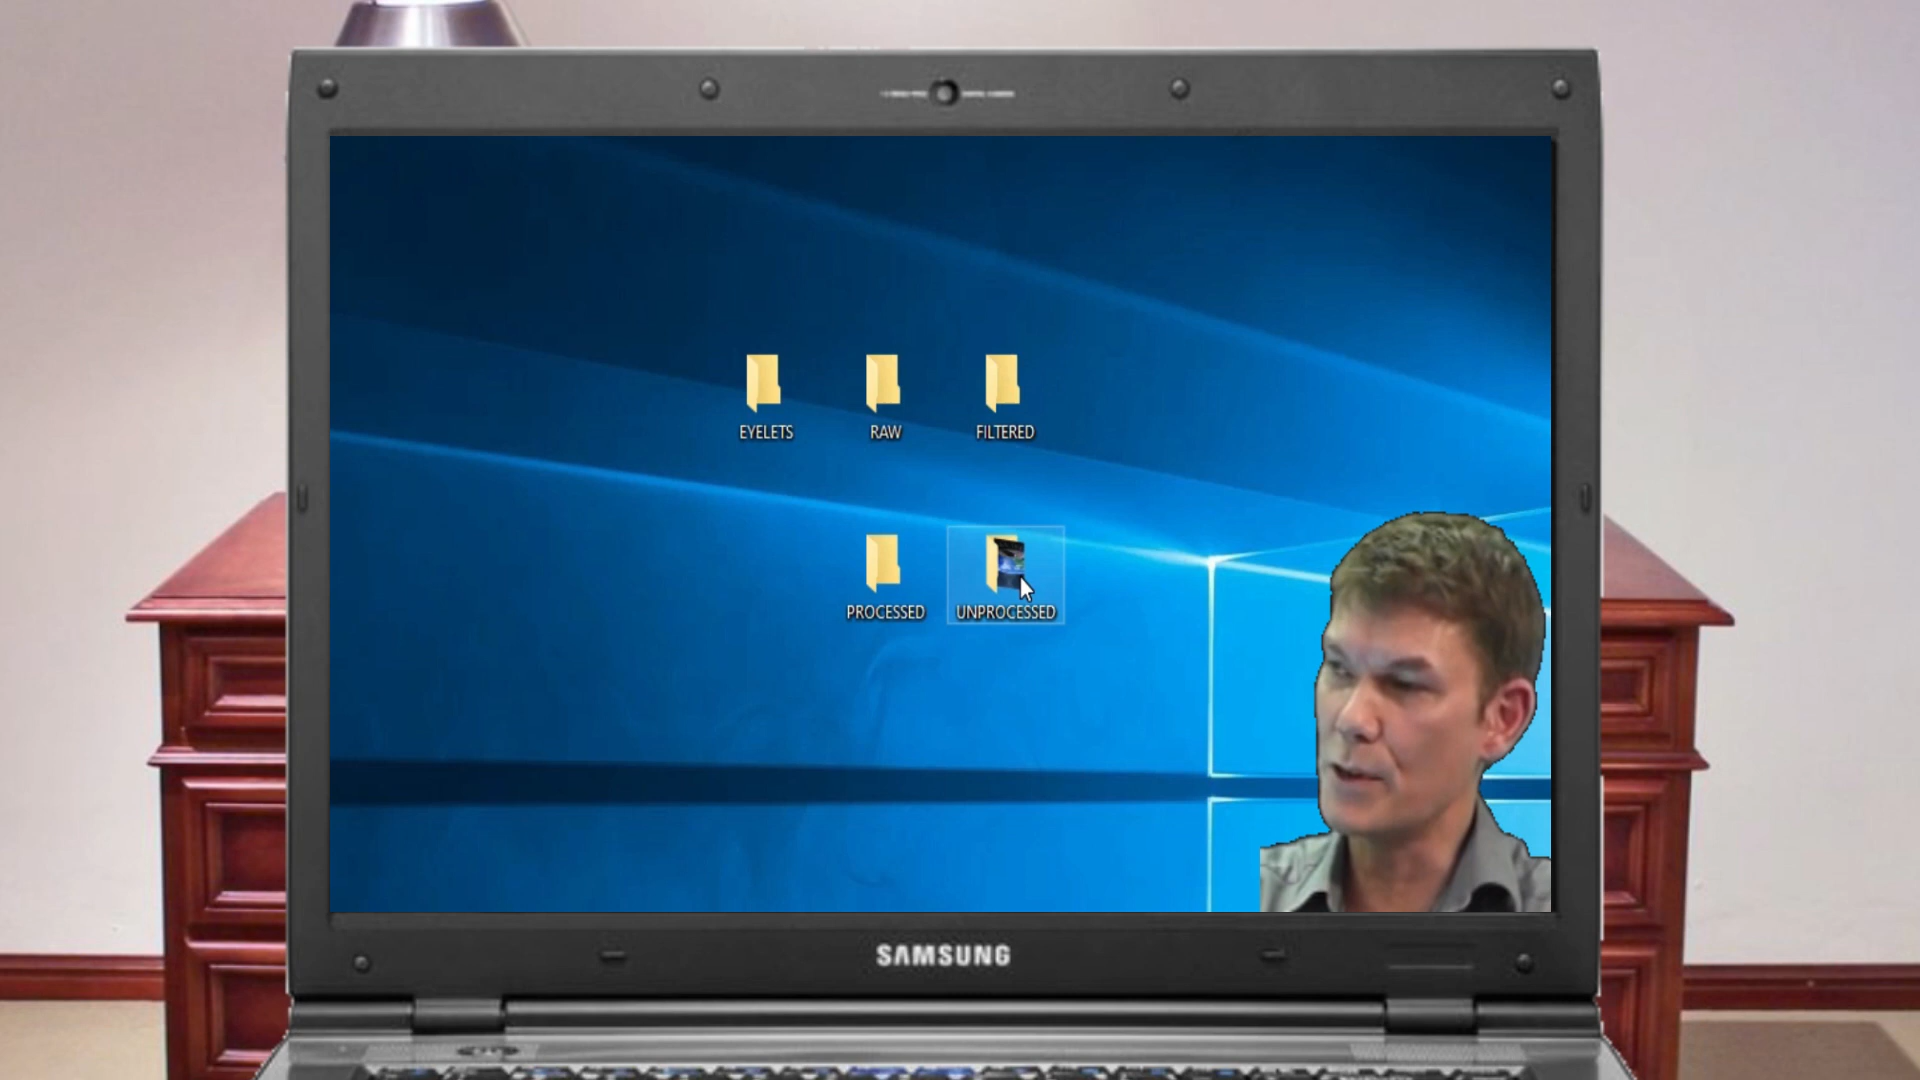 EYELETS
RAW
FILTERED
PROCESSED
UNPROCESSED
SAMSUNG